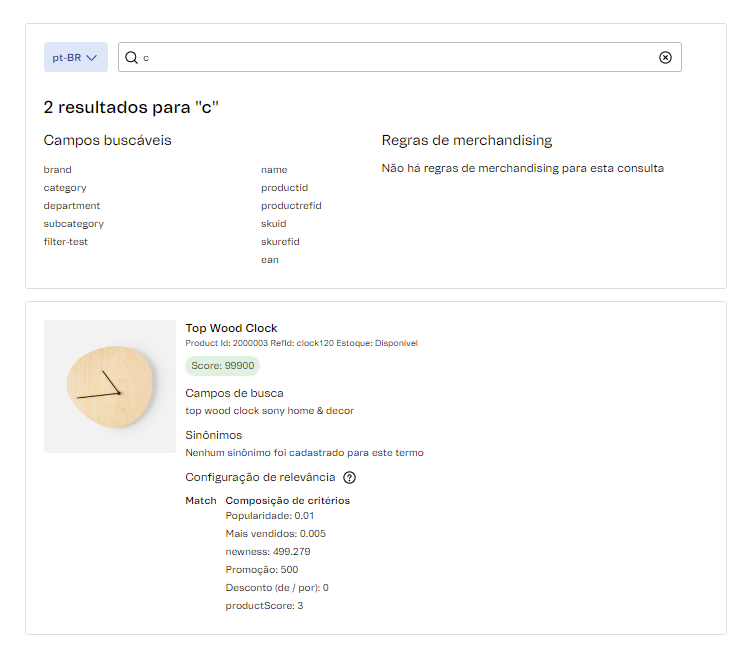 pt-BR
c
2 resultados para "c"
Campos buscáveis
brand
category
department
subcategory
filter-test
name
productid
productrefid
skuid
skurefid
ean
Regras de merchandising
Não há regras de merchandising para esta consulta
Top Wood Clock
Product Id: 2000003 RefId: clock120 Estoque: Disponível
Score: 99900
Campos de busca
top wood clock sony home & decor
Sinônimos
Nenhum sinônimo foi cadastrado para este termo
Configuração de relevância ?
Match Composição de critérios
Popularidade: 0.01
Mais vendidos: 0.005
newness: 499.279
Promoção: 500
Desconto (de / por): 0
productScore: 3